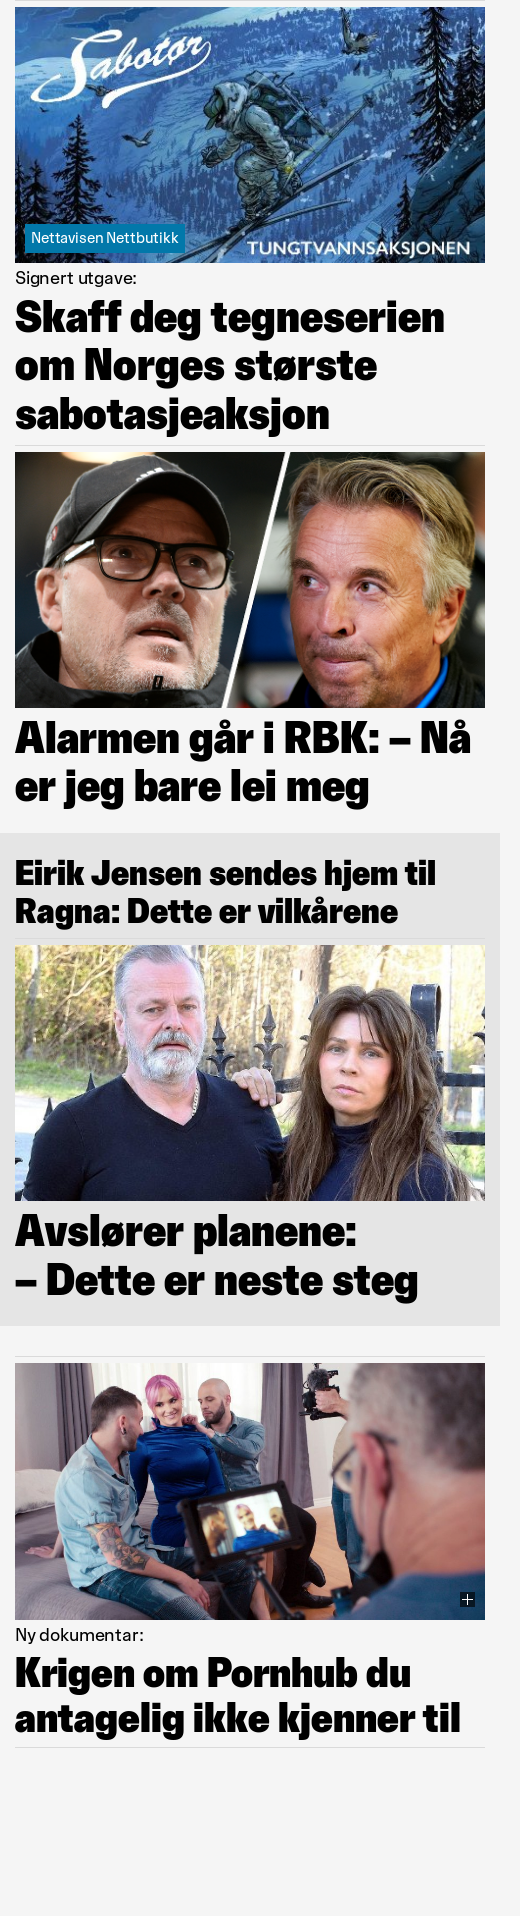 Sabotør
Nettavisen Nettbutikk
TUNGTVANNSAKSJONEN
Signert utgave:
Skaff deg tegneserien
om Norges største
sabotasjeaksjon
Alarmen går i RBK: – Nå
er jeg bare lei meg
Eirik Jensen sendes hjem til
Ragna: Dette er vilkårene
Avslører planene:
– Dette er neste steg
Ny dokumentar:
Krigen om Pornhub du
antagelig ikke kjenner til